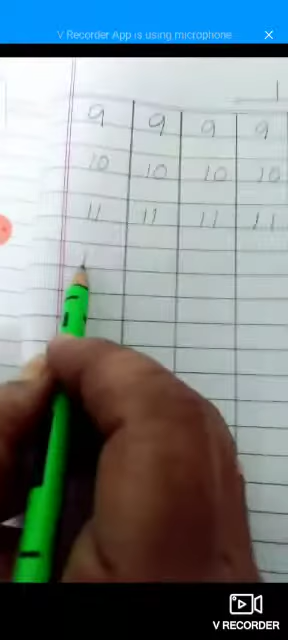 V Recorder App is using microphone
9 9 9 9
10 10 10 10
11 11 11 11
V RECORDER